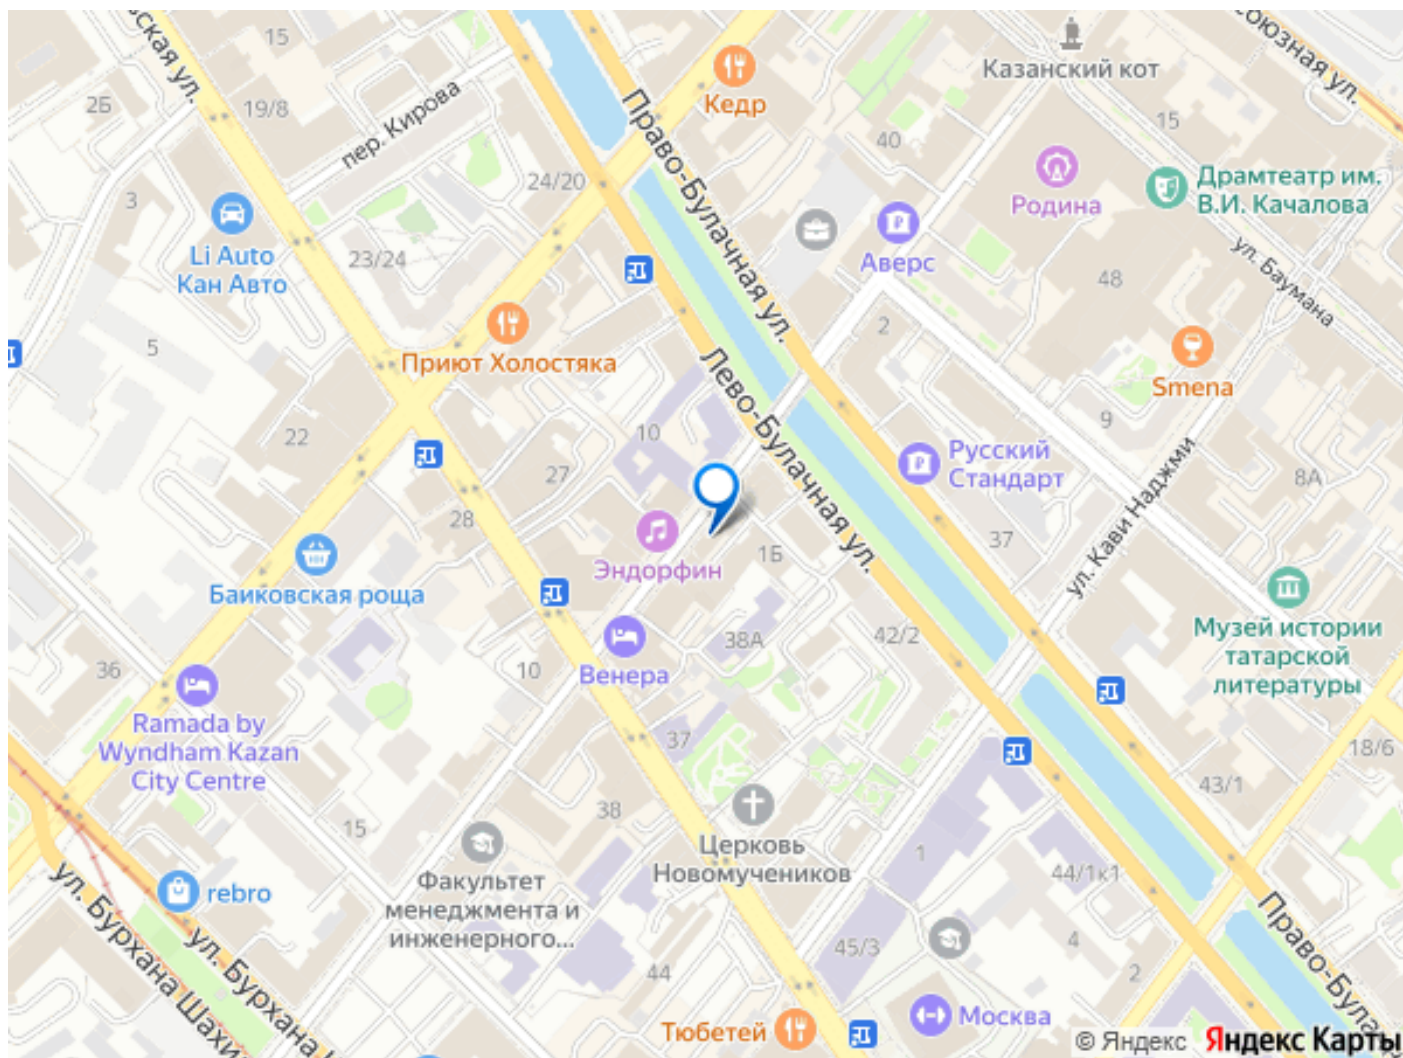 вская ул.
15
2Б
19/8
пер. Кирова
Кедр
Право-Булачная ул.
Казанский кот
союзная ул.
15
40
24/20
3
Li Auto
Кан Авто
23/24
Родина
Драмтеатр им.
В.И. Качалова
ул. Баумана
Аверс
48
2
5
Приют Холостяка
Лево-Булачная ул.
Smena
9
22
10
27
28
Русский
Стандарт
8А
ул. Кави Наджми
37
Эндорфин
1Б
Баиковская роща
38А
42/2
Музей истории
татарской
литературы
36
10
Венера
Ramada by
Wyndham Kazan
City Centre
37
18/6
43/1
38
15
Церковь
Новомучеников
1
44/1к1
Факультет
менеджмента и
инженерного...
rebro
ул. Бурхана Шахи
ул. Бурхана
Право-Була
45/3
4
2
44
Тюбетей
Москва
© Яндекс Яндекс Карты